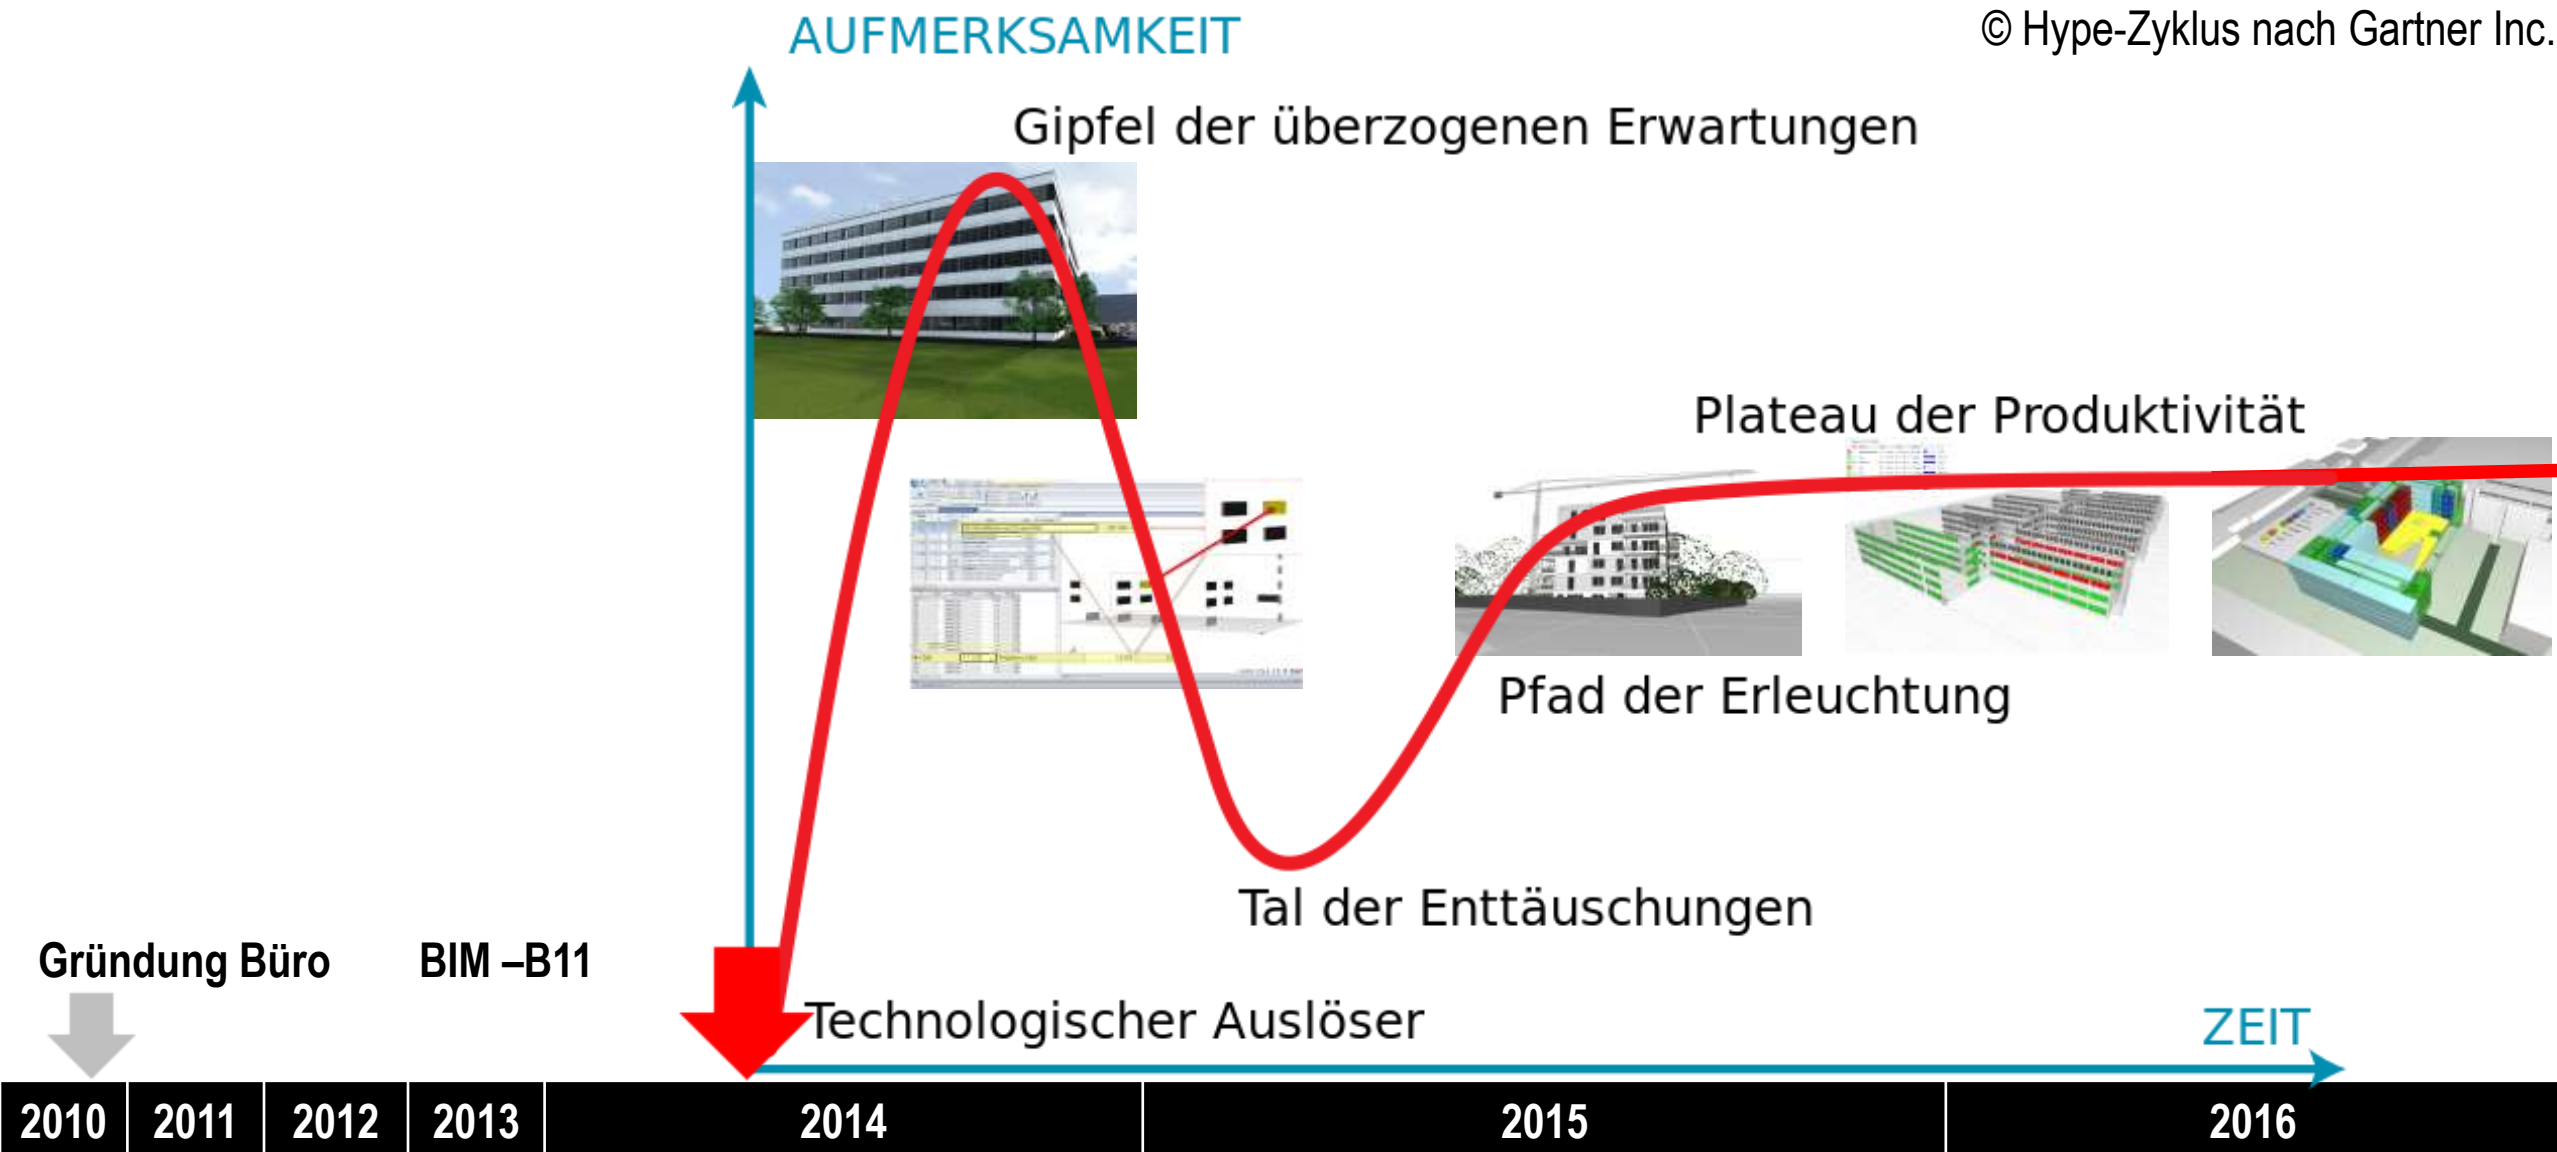 AUFMERKSAMKEIT
© Hype-Zyklus nach Gartner Inc.
Gipfel der überzogenen Erwartungen
Plateau der Produktivität
Pfad der Erleuchtung
Tal der Enttäuschungen
Gründung Büro
BIM –B11
Technologischer Auslöser
ZEIT
2010 2011 2012 2013 2014 2015 2016